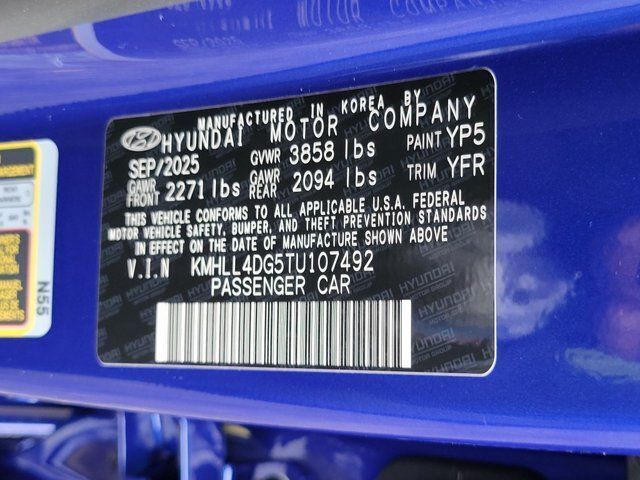 MANUFACTURED IN KOREA BY
HYUNDAI MOTOR COMPANY
SEP/2025 GVWR 3858 lbs PAINT YP5
GAWR FRONT 2271 lbs GAWR REAR 2094 lbs TRIM YFR
THIS VEHICLE CONFORMS TO ALL APPLICABLE U.S.A. FEDERAL
MOTOR VEHICLE SAFETY, BUMPER, AND THEFT PREVENTION STANDARDS
IN EFFECT ON THE DATE OF MANUFACTURE SHOWN ABOVE
V.I.N KMHLL4DG5TU107492
PASSENGER CAR
N55